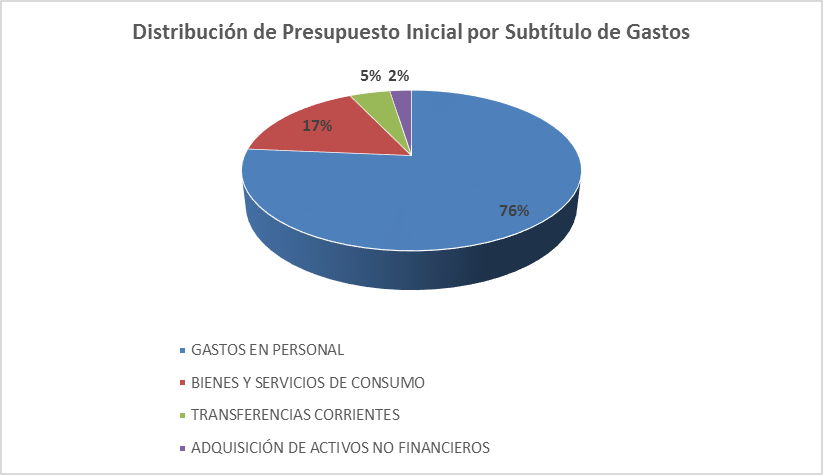 Distribución de Presupuesto Inicial por Subtítulo de Gastos
5% 2%
17%
76%
GASTOS EN PERSONAL
BIENES Y SERVICIOS DE CONSUMO
TRANSFERENCIAS CORRIENTES
ADQUISICIÓN DE ACTIVOS NO FINANCIEROS